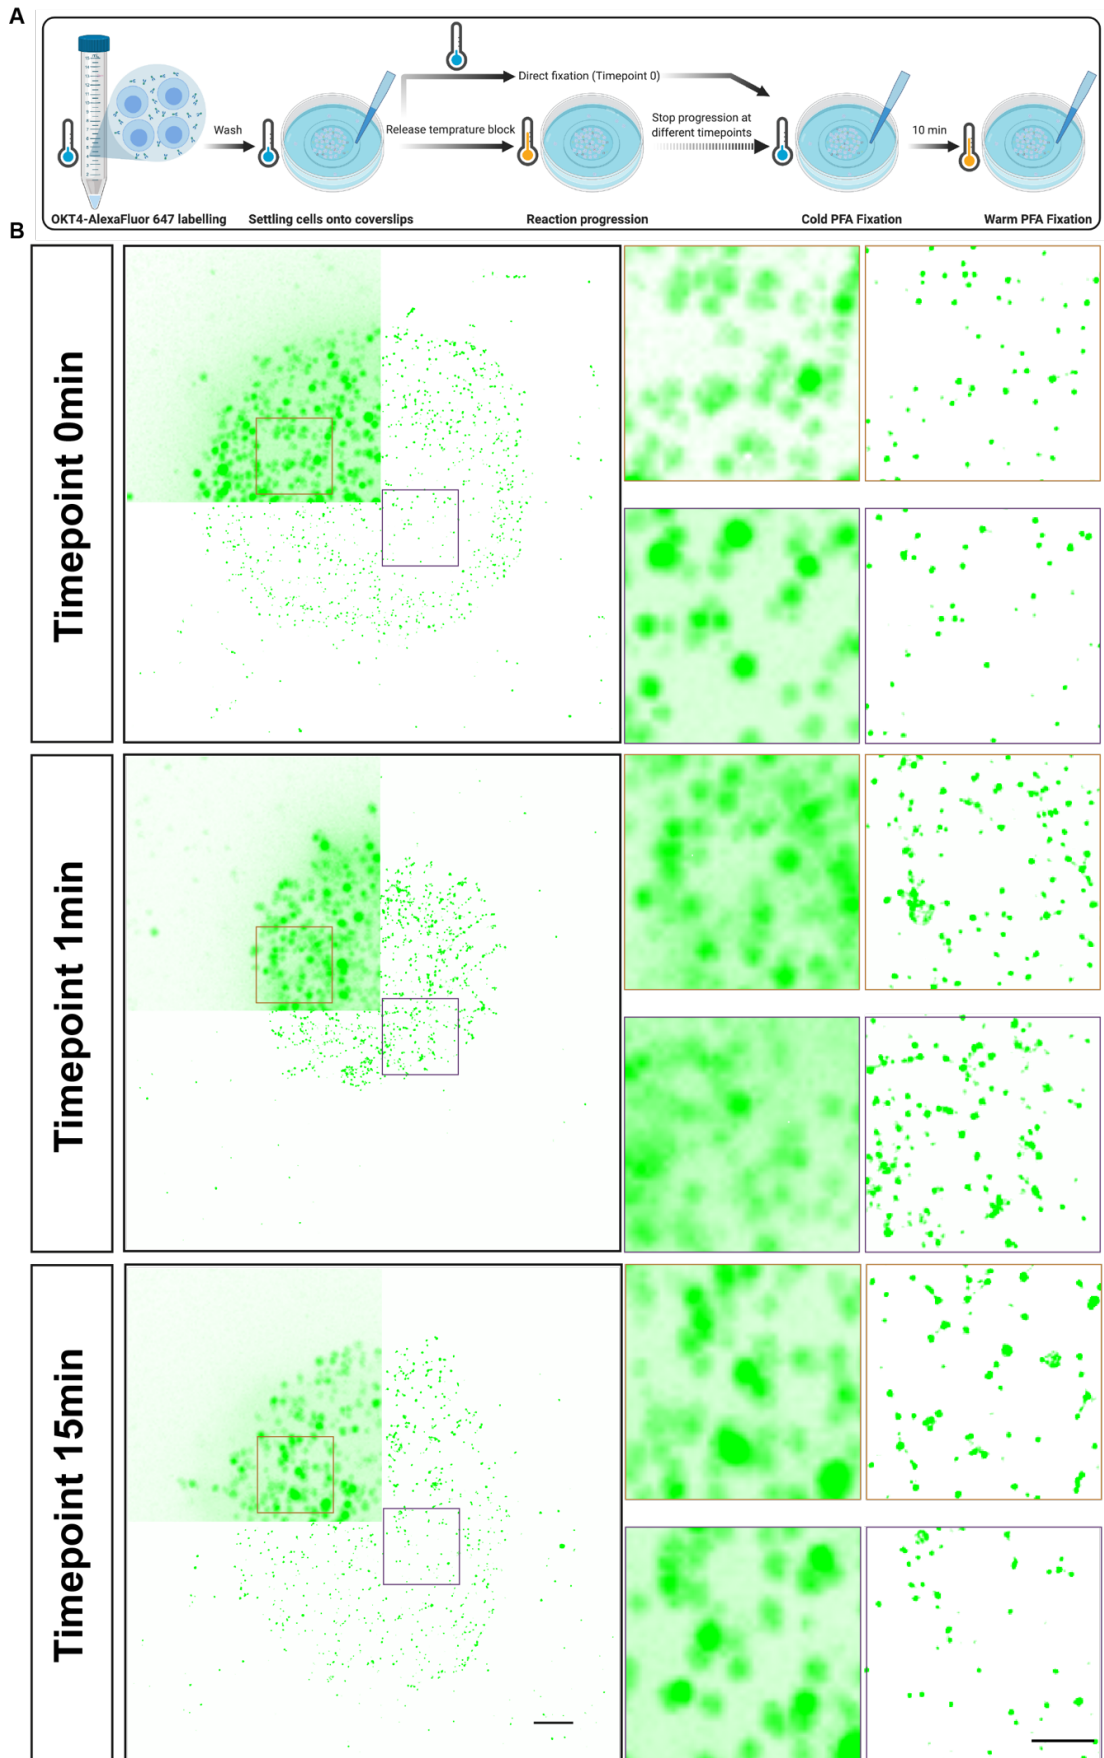 A
Direct fixation (Timepoint 0)
Wash
Release temprature block
Stop progression at
different timepoints
10 min
OKT4-AlexaFluor 647 labelling
Settling cells onto coverslips
Reaction progression
Cold PFA Fixation
Warm PFA Fixation
B
Timepoint 0min
Timepoint 1min
Timepoint 15min